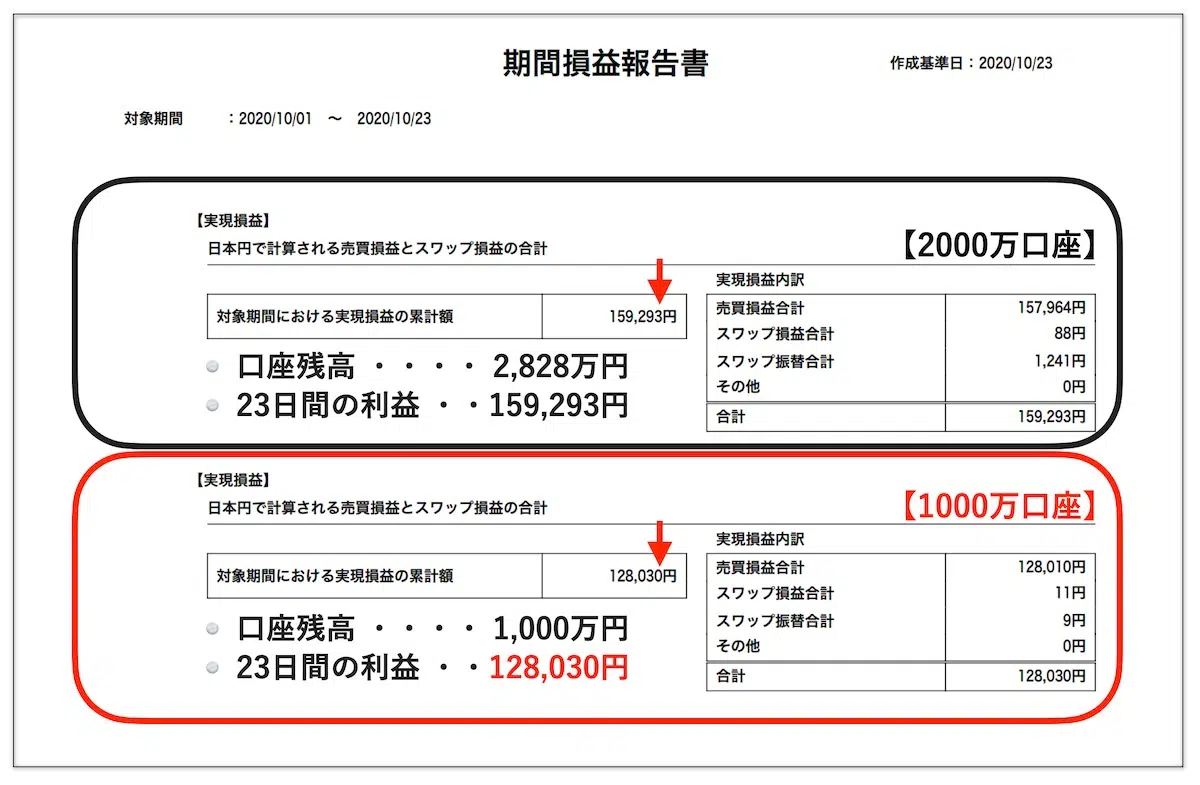 期間損益報告書
作成基準日：2020/10/23
対象期間　　：2020/10/01　～　2020/10/23
【実現損益】
日本円で計算される売買損益とスワップ損益の合計
【2000万口座】
対象期間における実現損益の累計額　159,293円
口座残高 ・・・・ 2,828万円
23日間の利益 ・・159,293円
実現損益内訳
売買損益合計　157,964円
スワップ損益合計　88円
スワップ振替合計　1,241円
その他　0円
合計　159,293円
【実現損益】
日本円で計算される売買損益とスワップ損益の合計
【1000万口座】
対象期間における実現損益の累計額　128,030円
口座残高 ・・・・ 1,000万円
23日間の利益 ・・128,030円
実現損益内訳
売買損益合計　128,010円
スワップ損益合計　11円
スワップ振替合計　9円
その他　0円
合計　128,030円